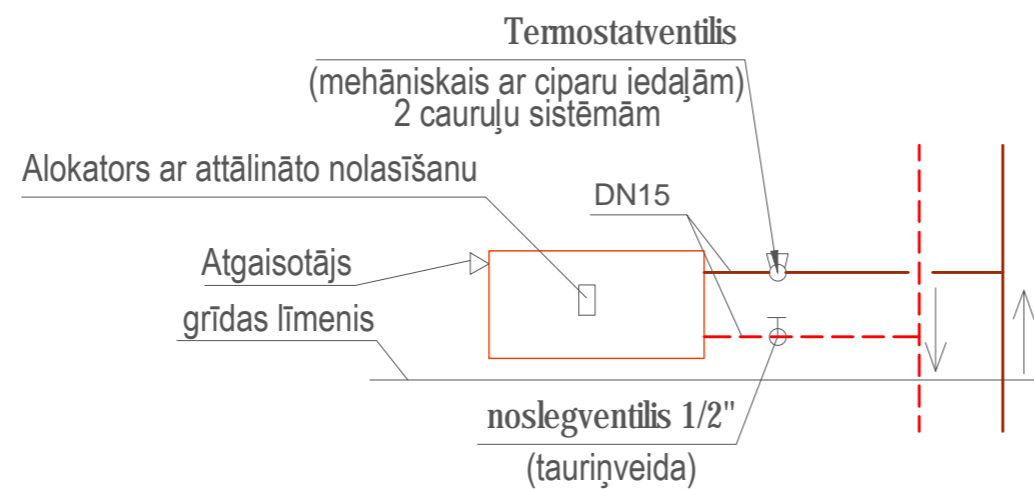 Termostatventilis
(mehāniskais ar ciparu iedaļām)
2 cauruļu sistēmām
Alokators ar attālināto nolasīšanu
DN15
Atgaisotājs
grīdas līmenis
noslegventilis 1/2"
(tauriņveida)